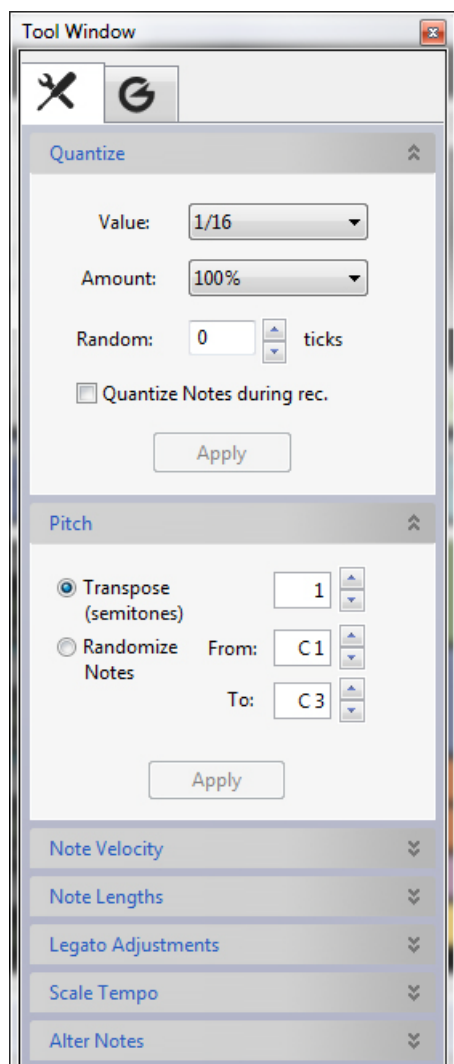 Tool Window
Quantize
Value: 1/16
Amount: 100%
Random: 0 ticks
Quantize Notes during rec.
Apply
Pitch
Transpose 1
(semitones)
Randomize From: C 1
Notes
To: C 3
Apply
Note Velocity
Note Lengths
Legato Adjustments
Scale Tempo
Alter Notes